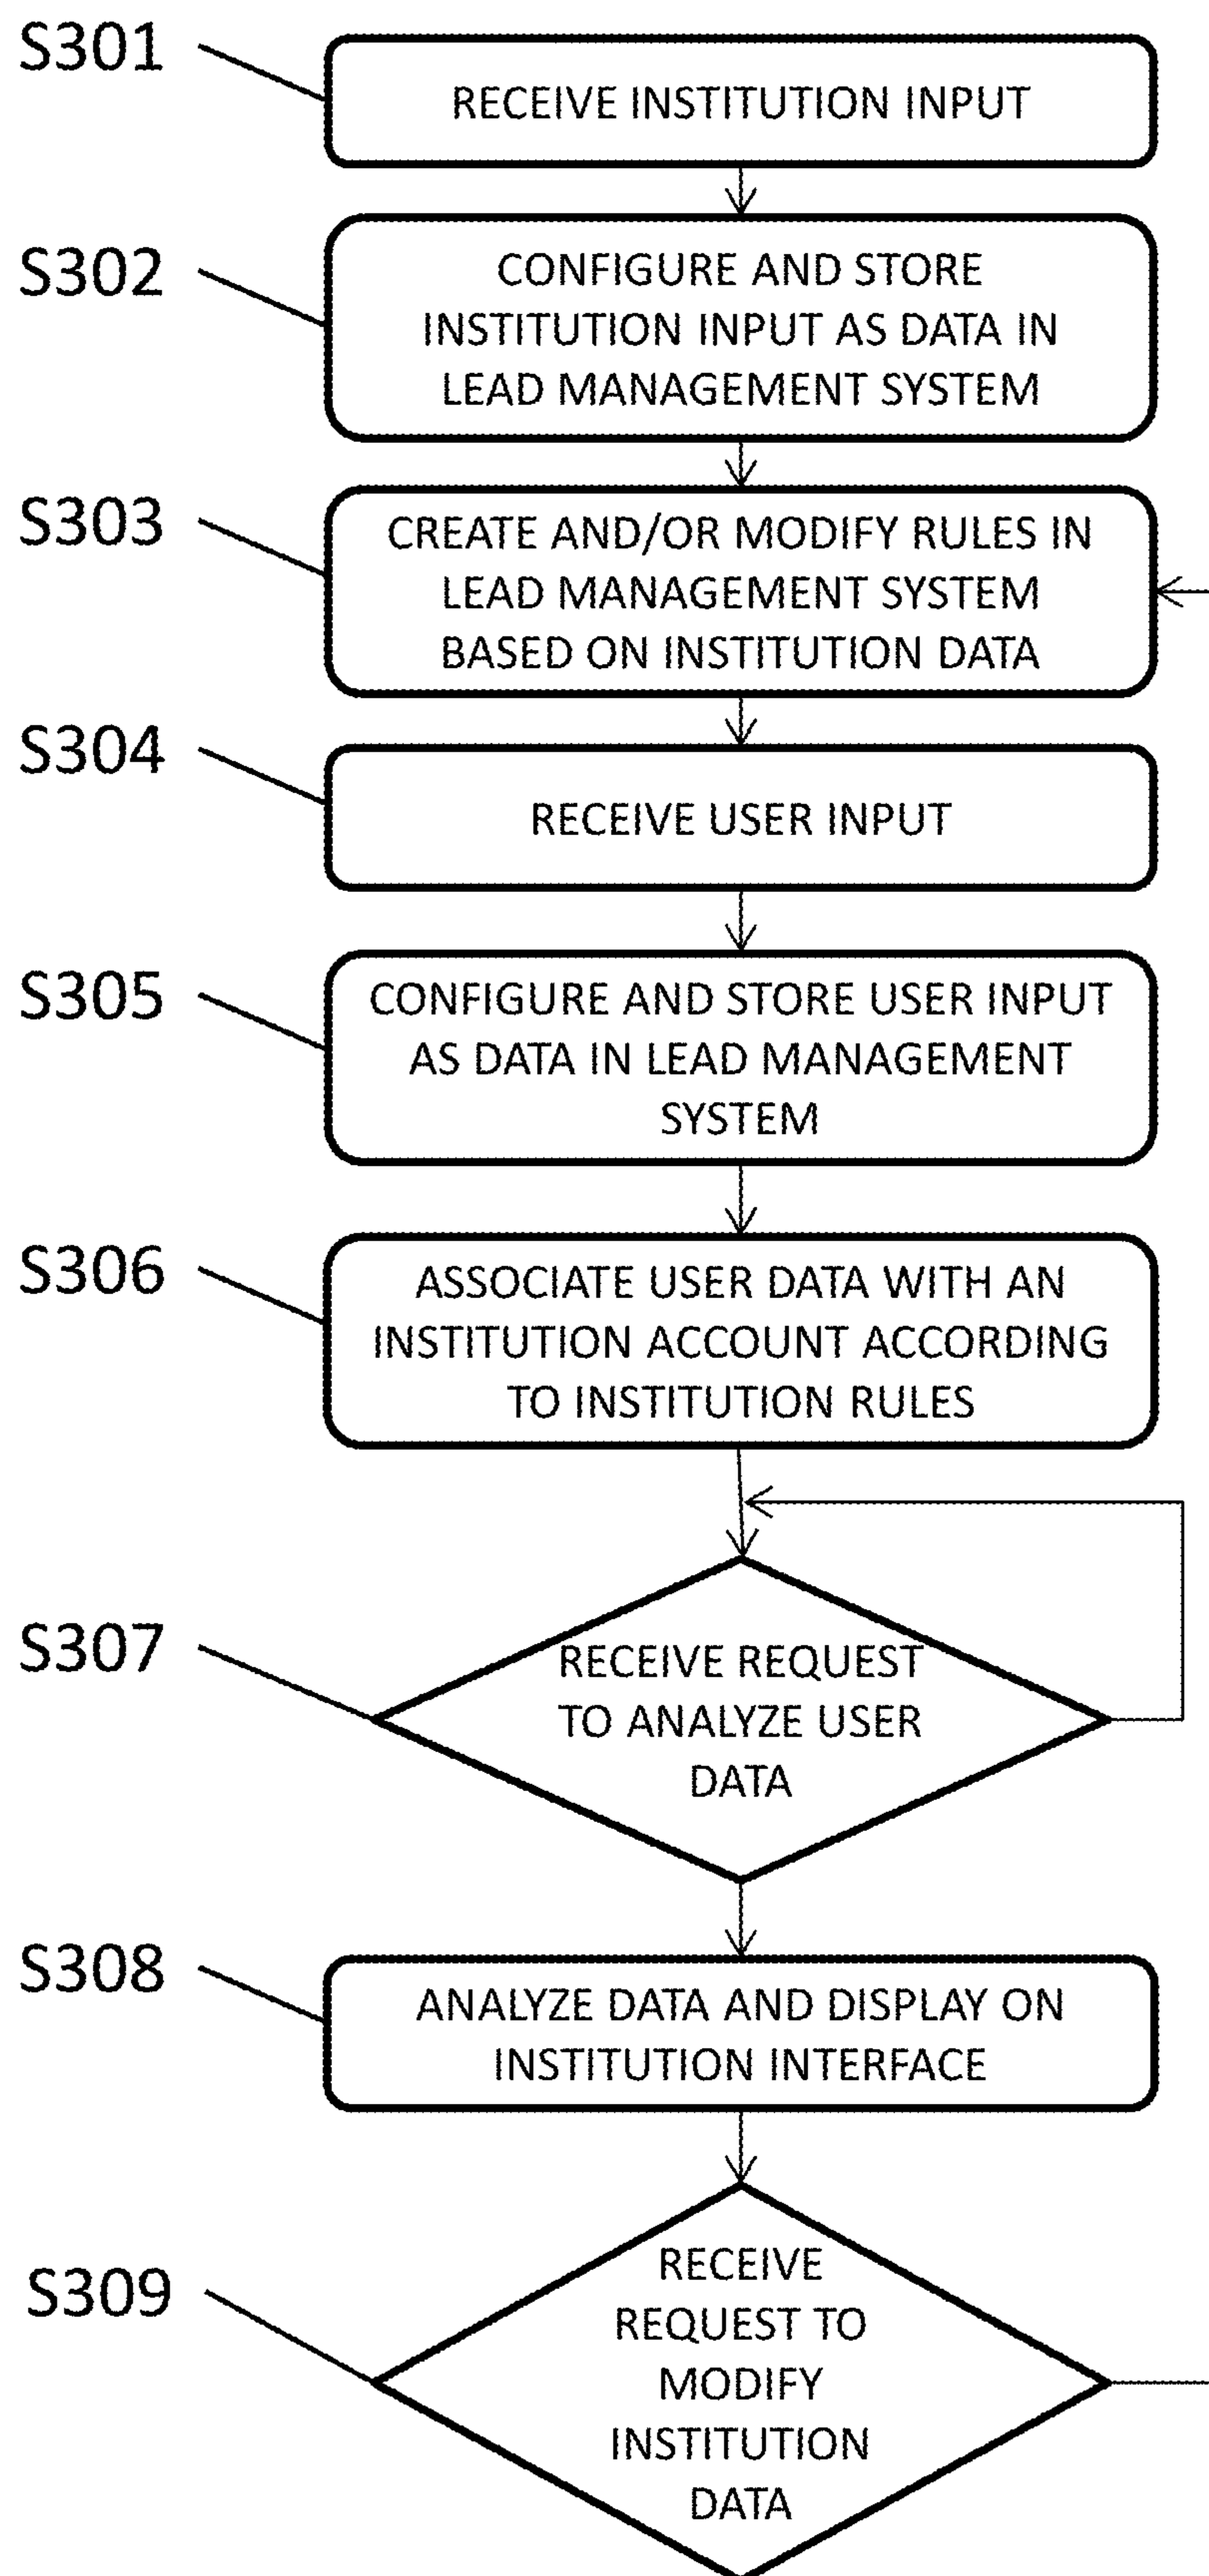 S301
RECEIVE INSTITUTION INPUT
S302
CONFIGURE AND STORE
INSTITUTION INPUT AS DATA IN
LEAD MANAGEMENT SYSTEM
S303
CREATE AND/OR MODIFY RULES IN
LEAD MANAGEMENT SYSTEM
BASED ON INSTITUTION DATA
S304
RECEIVE USER INPUT
S305
CONFIGURE AND STORE USER INPUT
AS DATA IN LEAD MANAGEMENT
SYSTEM
S306
ASSOCIATE USER DATA WITH AN
INSTITUTION ACCOUNT ACCORDING
TO INSTITUTION RULES
S307
RECEIVE REQUEST
TO ANALYZE USER
DATA
S308
ANALYZE DATA AND DISPLAY ON
INSTITUTION INTERFACE
S309
RECEIVE
REQUEST TO
MODIFY
INSTITUTION
DATA